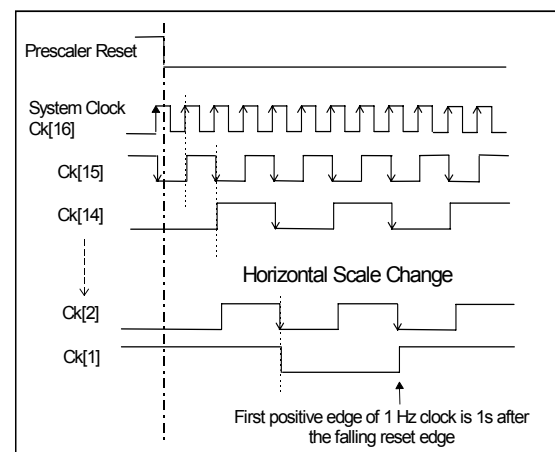 Prescaler Reset
System Clock
Ck[16]
Ck[15]
Ck[14]
Horizontal Scale Change
Ck[2]
Ck[1]
First positive edge of 1 Hz clock is 1s after
the falling reset edge